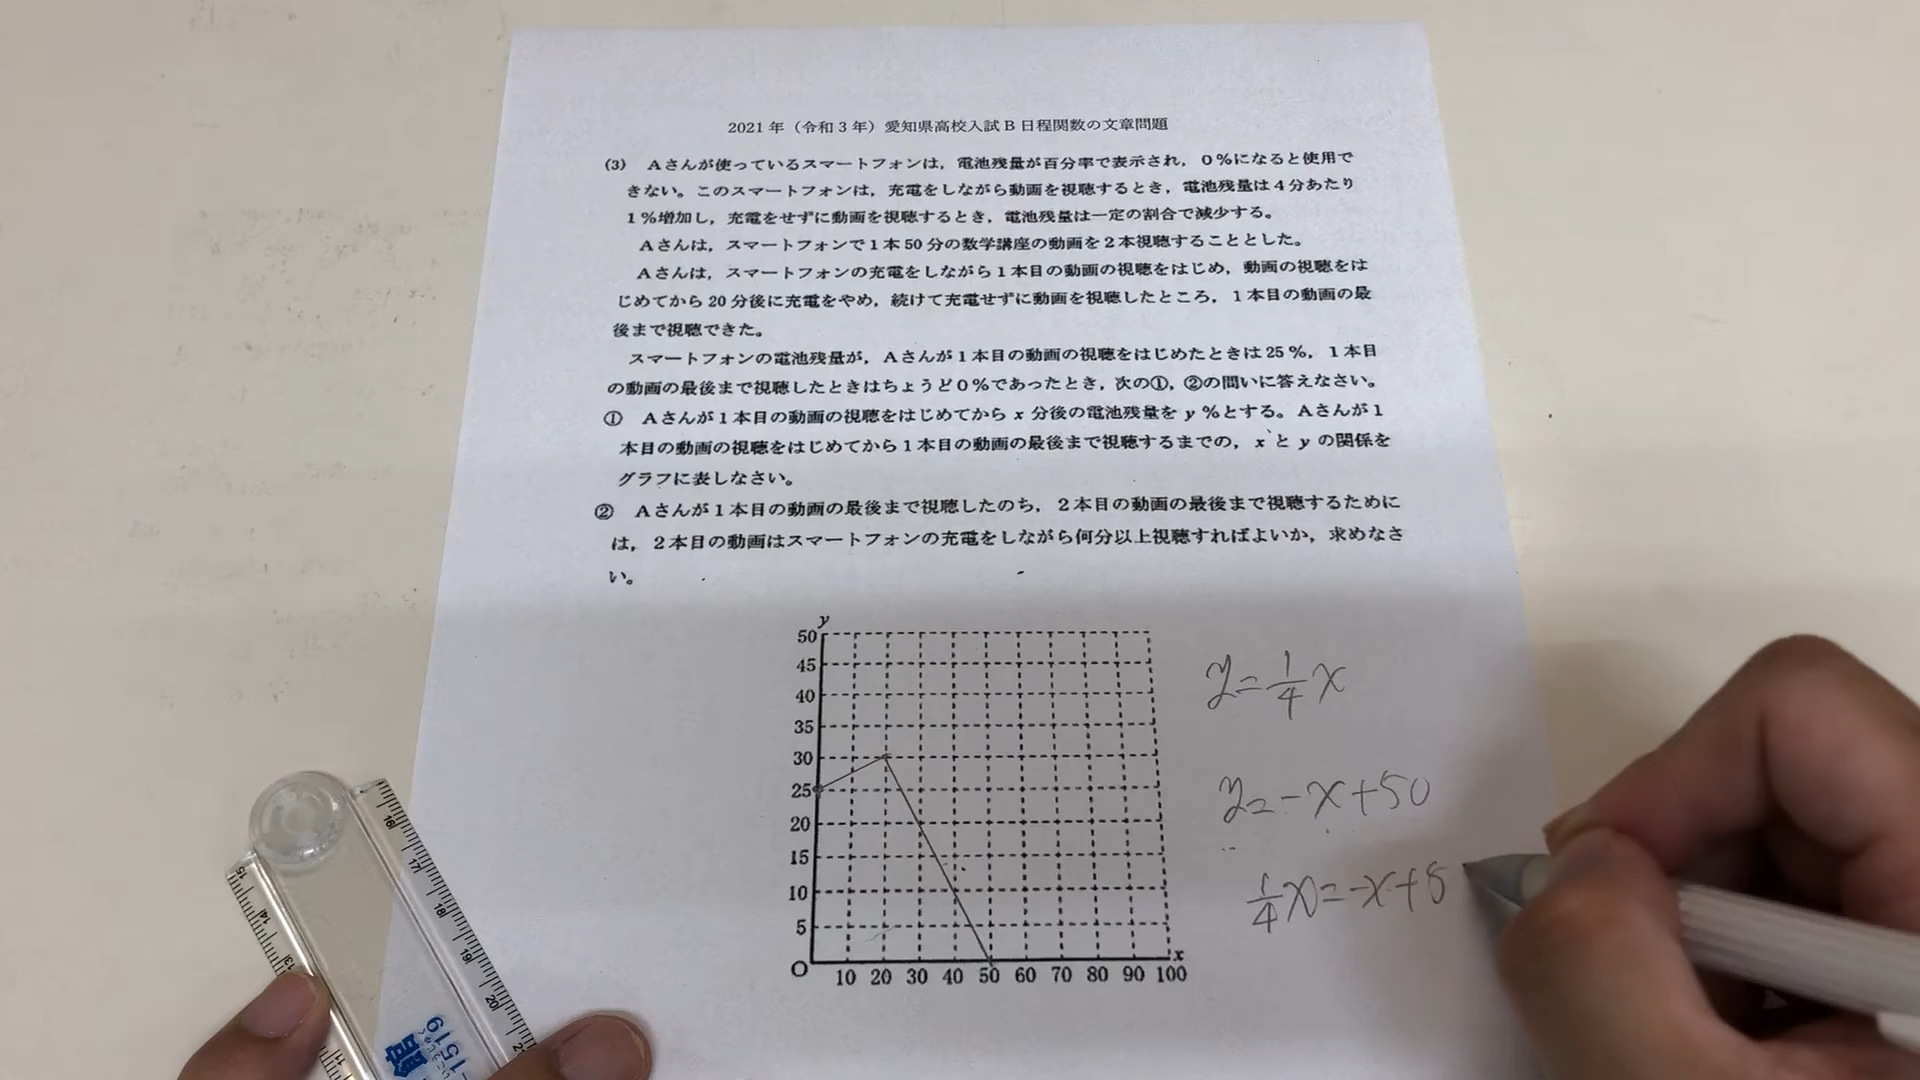 2021年（令和3年）愛知県高校入試B日程関数の文章問題
(3) Aさんが使っているスマートフォンは，電池残量が百分率で表示され，0％になると使用で
きない。このスマートフォンは，充電をしながら動画を視聴するとき，電池残量は4分あたり
1％増加し，充電をせずに動画を視聴するとき，電池残量は一定の割合で減少する。
Aさんは，スマートフォンで1本50分の数学講座の動画を2本視聴することとした。
Aさんは，スマートフォンの充電をしながら1本目の動画の視聴をはじめ，動画の視聴をは
じめてから20分後に充電をやめ，続けて充電せずに動画を視聴したところ，1本目の動画の最
後まで視聴できた。
スマートフォンの電池残量が，Aさんが1本目の動画の視聴をはじめたときは25％，1本目
の動画の最後まで視聴したときはちょうど0％であったとき，次の①，②の問いに答えなさい。
① Aさんが1本目の動画の視聴をはじめてからx分後の電池残量をy％とする。Aさんが1
本目の動画の視聴をはじめてから1本目の動画の最後まで視聴するまでの，xとyの関係を
グラフに表しなさい。
② Aさんが1本目の動画の最後まで視聴したのち，2本目の動画の最後まで視聴するために
は，2本目の動画はスマートフォンの充電をしながら何分以上視聴すればよいか，求めなさ
い。
y
50
45
40
35
30
25
20
15
10
5
O 10 20 30 40 50 60 70 80 90 100 x
y=1/4x
y=-x+50
1/4x=-x+5
15 14 13
16 17 18 19 20 21
1519